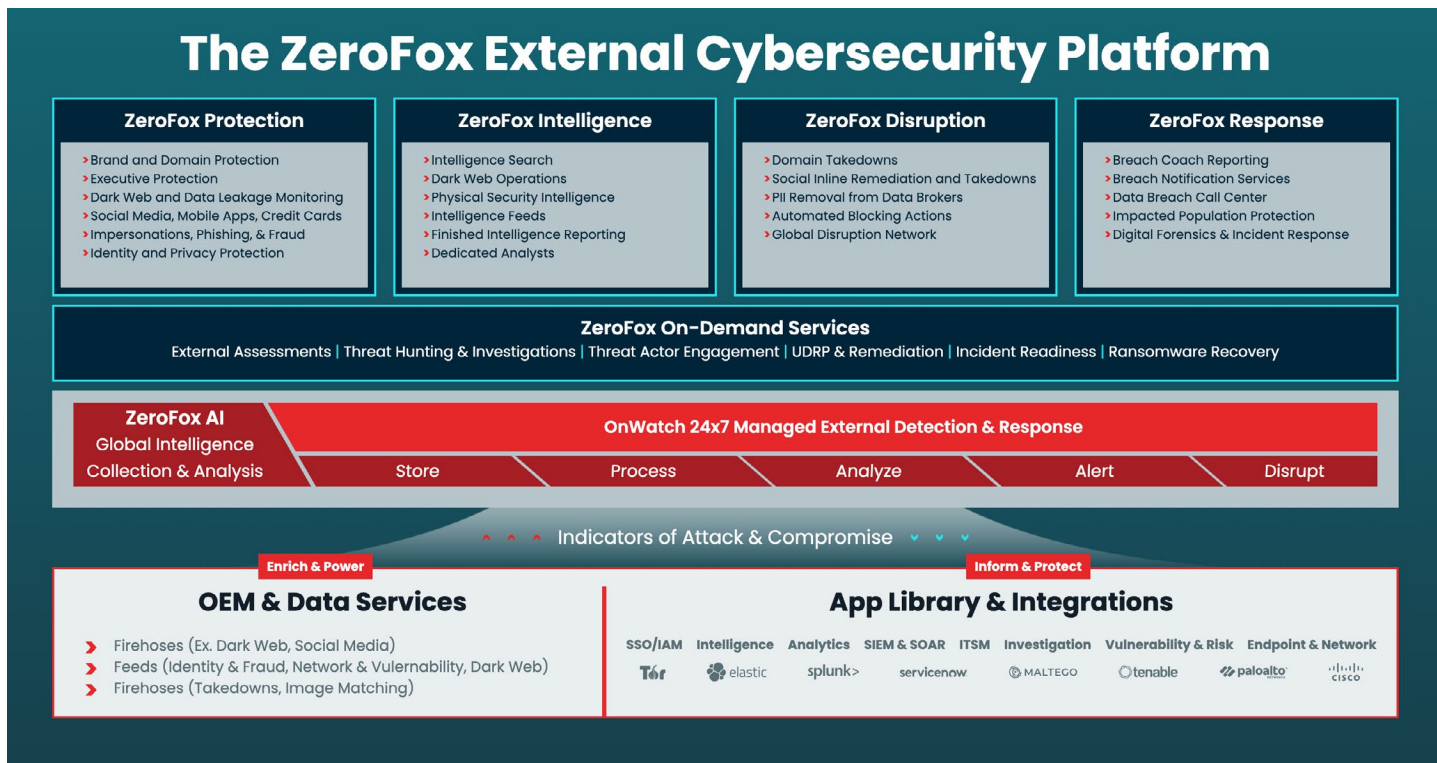 The ZeroFox External Cybersecurity Platform
ZeroFox Protection
Brand and Domain Protection
Executive Protection
Dark Web and Data Leakage Monitoring
Social Media, Mobile Apps, Credit Cards
Impersonations, Phishing, & Fraud
Identity and Privacy Protection
ZeroFox Intelligence
Intelligence Search
Dark Web Operations
Physical Security Intelligence
Intelligence Feeds
Finished Intelligence Reporting
Dedicated Analysts
ZeroFox Disruption
Domain Takedowns
Social Inline Remediation and Takedowns
PII Removal from Data Brokers
Automated Blocking Actions
Global Disruption Network
ZeroFox Response
Breach Coach Reporting
Breach Notification Services
Data Breach Call Center
Impacted Population Protection
Digital Forensics & Incident Response
ZeroFox On-Demand Services
External Assessments | Threat Hunting & Investigations | Threat Actor Engagement | UDRP & Remediation | Incident Readiness | Ransomware Recovery
ZeroFox AI
Global Intelligence
Collection & Analysis
OnWatch 24x7 Managed External Detection & Response
Store Process Analyze Alert Disrupt
Indicators of Attack & Compromise
Enrich & Power
OEM & Data Services
Firehoses (Ex. Dark Web, Social Media)
Feeds (Identity & Fraud, Network & Vulernability, Dark Web)
Firehoses (Takedowns, Image Matching)
Inform & Protect
App Library & Integrations
SSO/IAM Intelligence Analytics SIEM & SOAR ITSM Investigation Vulnerability & Risk Endpoint & Network
Tor elastic splunk> servicenow MALTEGO tenable paloalto NETWORKS CISCO